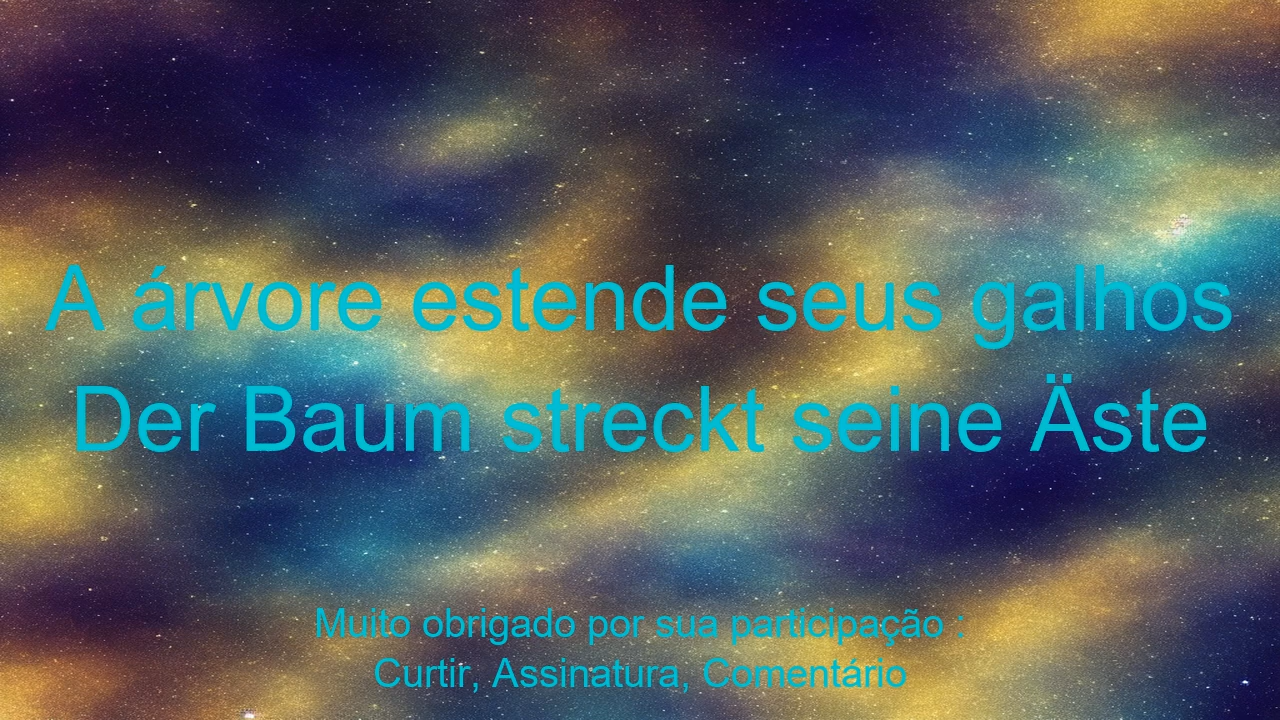 A árvore estende seus galhos
Der Baum streckt seine Äste
Muito obrigado por sua participação :
Curtir, Assinatura, Comentário